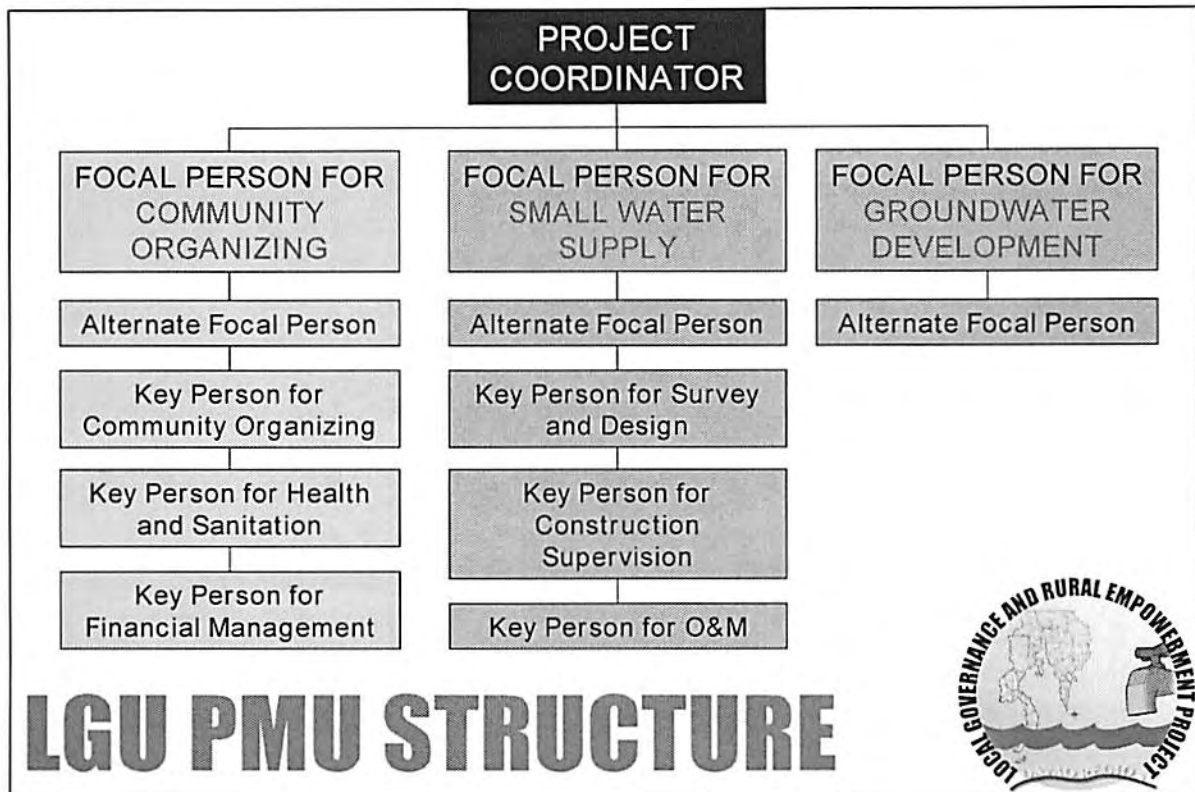 PROJECT
COORDINATOR
FOCAL PERSON FOR
COMMUNITY
ORGANIZING
Alternate Focal Person
Key Person for
Community Organizing
Key Person for Health
and Sanitation
Key Person for
Financial Management
FOCAL PERSON FOR
SMALL WATER
SUPPLY
Alternate Focal Person
Key Person for Survey
and Design
Key Person for
Construction
Supervision
Key Person for O&M
FOCAL PERSON FOR
GROUNDWATER
DEVELOPMENT
Alternate Focal Person
LGU PMU STRUCTURE
LOCAL GOVERNANCE AND RURAL EMPOWERMENT PROJECT